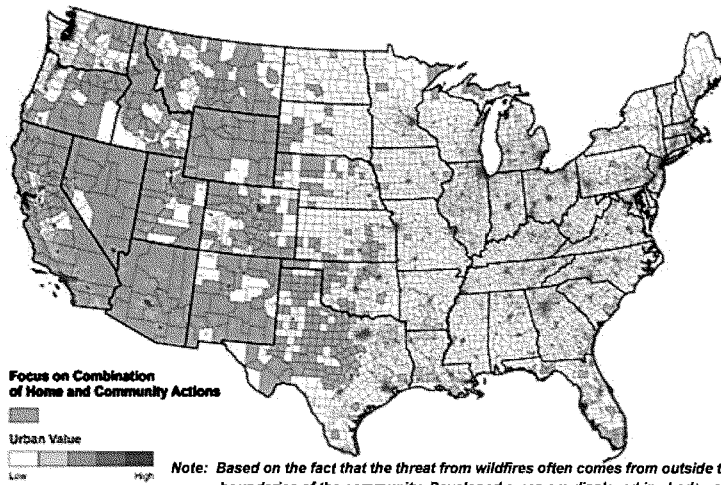 Focus on Combination
of Home and Community Actions
Urban Value
Low High
Note: Based on the fact that the threat from wildfires often comes from outside t